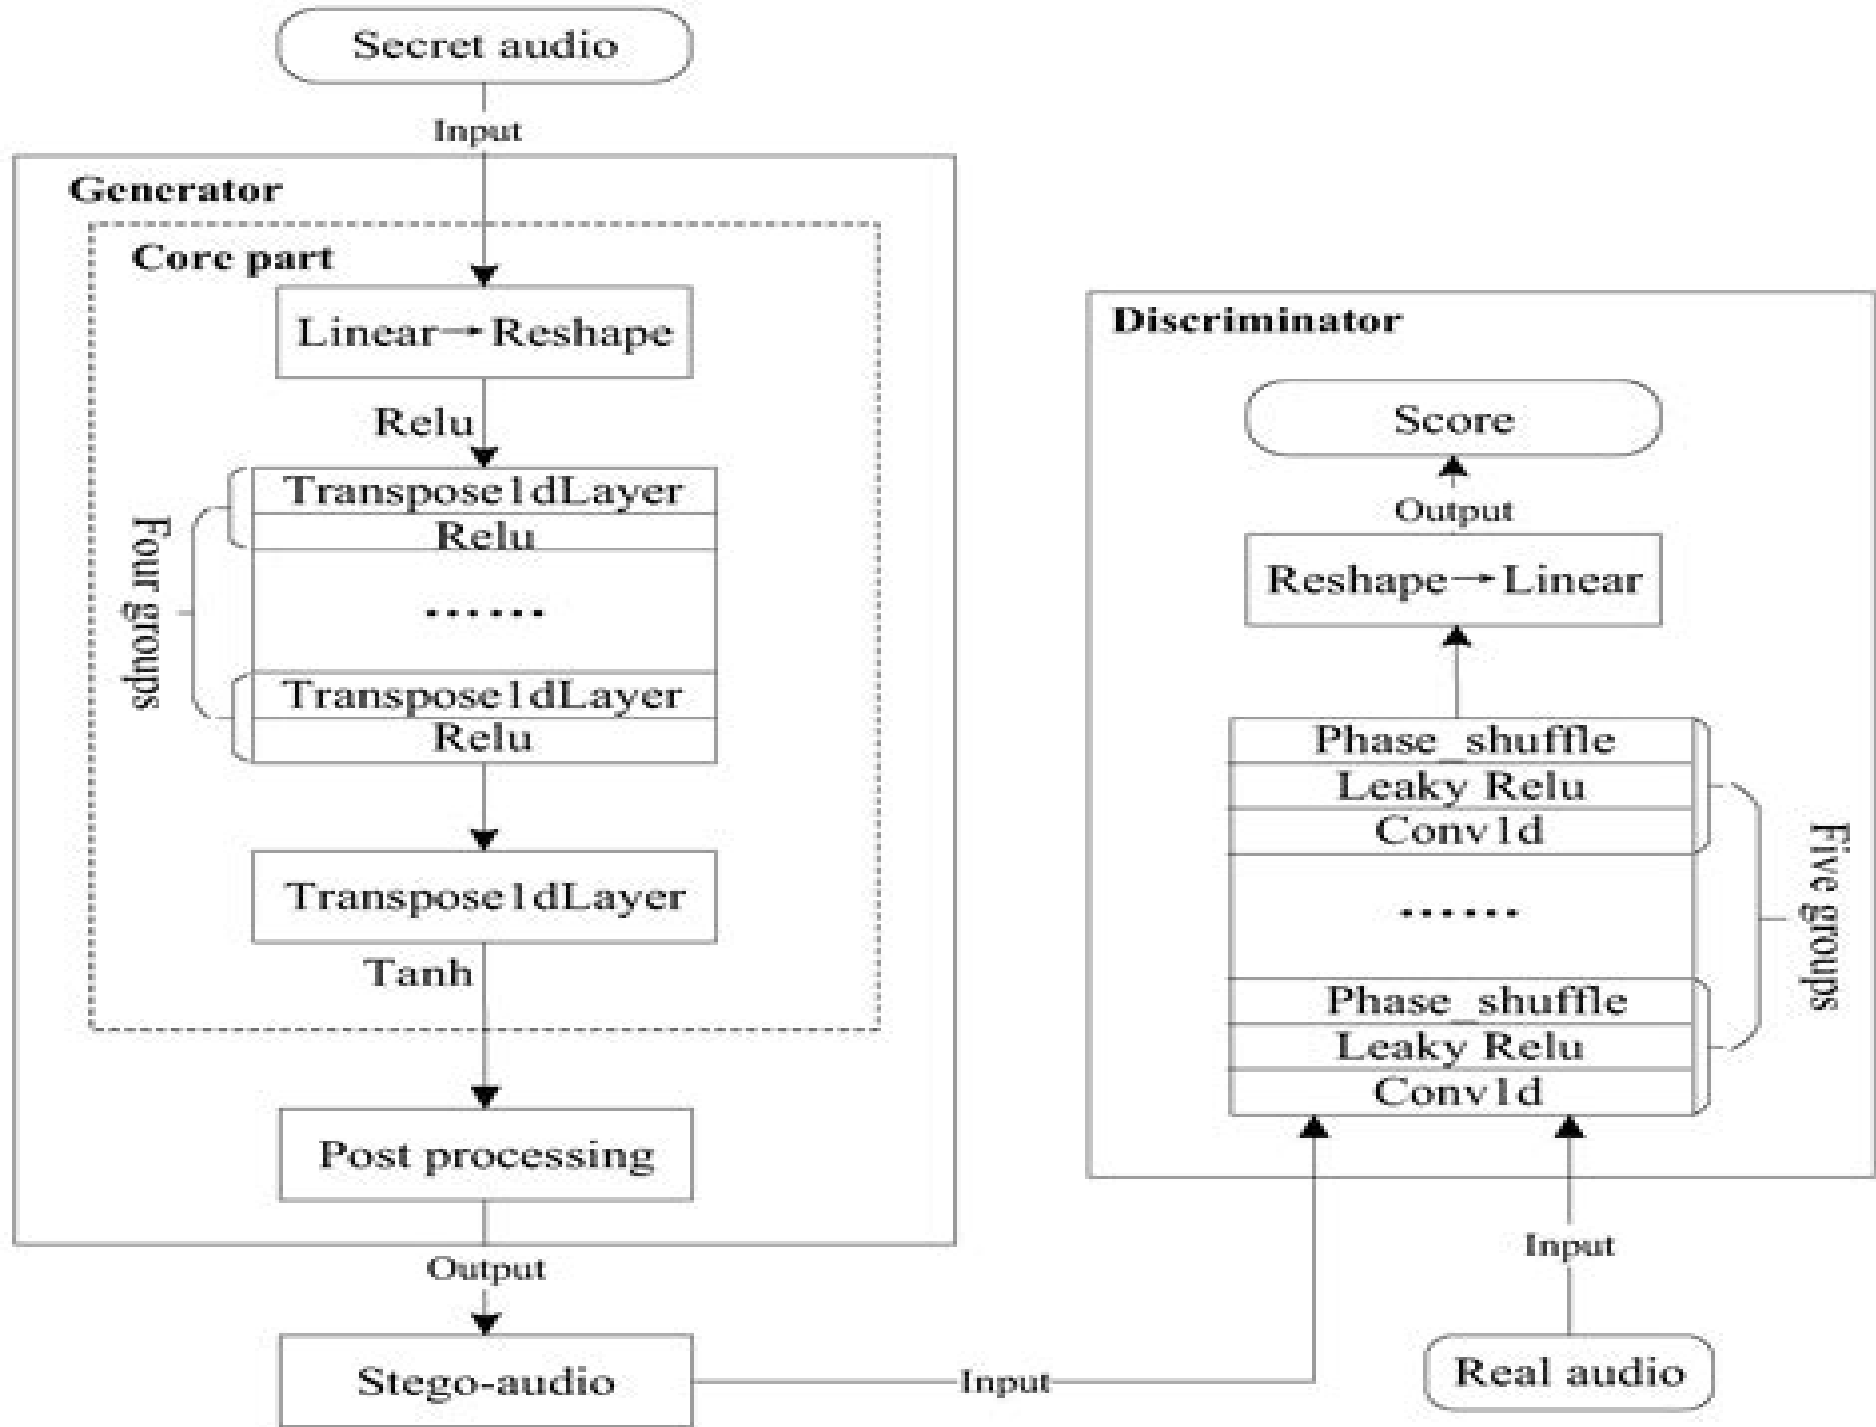 Secret audio
Input
Generator
Core part
Linear→Reshape
Relu
Transpose1dLayer
Relu
......
Transpose1dLayer
Relu
Four groups
Transpose1dLayer
Tanh
Post processing
Output
Stego-audio
Input
Discriminator
Score
Output
Reshape→Linear
Phase_shuffle
Leaky Relu
Conv1d
......
Phase_shuffle
Leaky Relu
Conv1d
Five groups
Input
Real audio